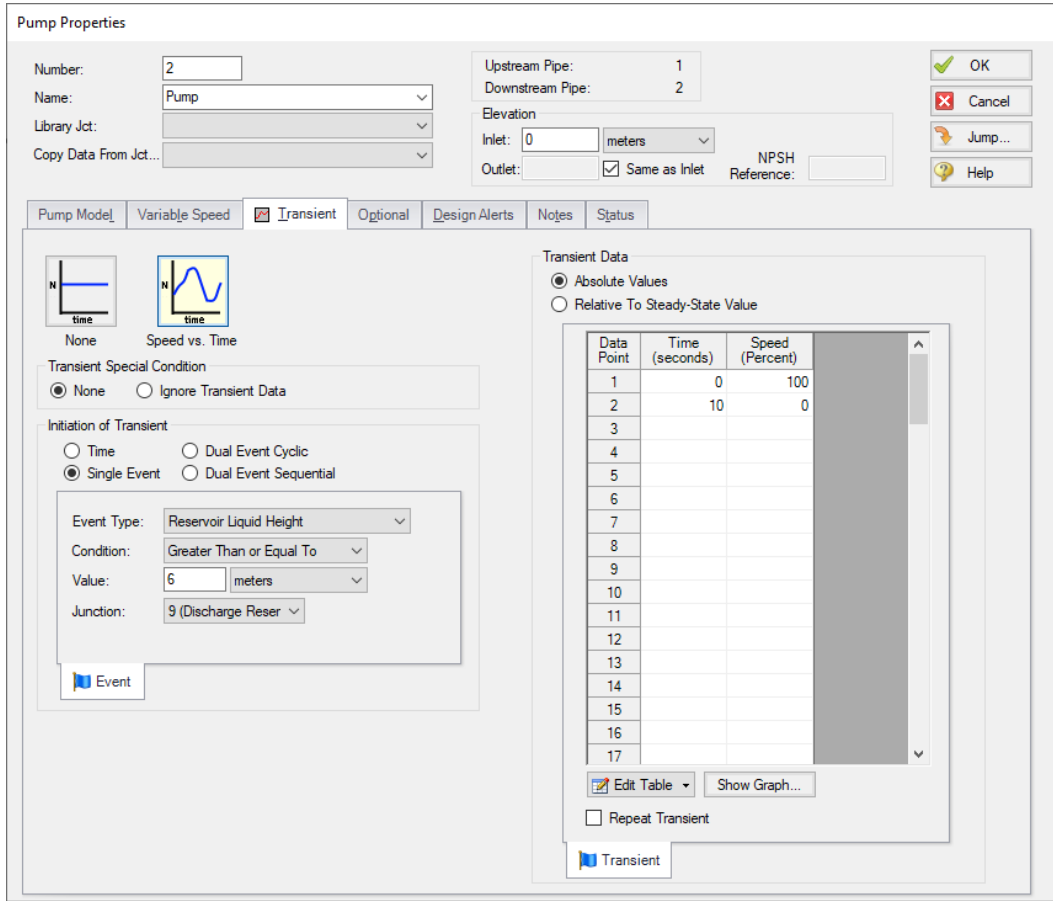 Pump Properties
Number: 2
Name: Pump
Library Jct:
Copy Data From Jct...
Upstream Pipe: 1
Downstream Pipe: 2
Elevation
Inlet: 0 meters
Outlet: Same as Inlet NPSH Reference:
OK
Cancel
Jump...
Help
Pump Model Variable Speed Transient Optional Design Alerts Notes Status
N time N time
None Speed vs. Time
Transient Special Condition
None Ignore Transient Data
Initiation of Transient
Time Dual Event Cyclic
Single Event Dual Event Sequential
Event Type: Reservoir Liquid Height
Condition: Greater Than or Equal To
Value: 6 meters
Junction: 9 (Discharge Reser
Event
Transient Data
Absolute Values
Relative To Steady-State Value
Data Point Time (seconds) Speed (Percent)
1 0 100
2 10 0
3
4
5
6
7
8
9
10
11
12
13
14
15
16
17
Edit Table Show Graph...
Repeat Transient
Transient